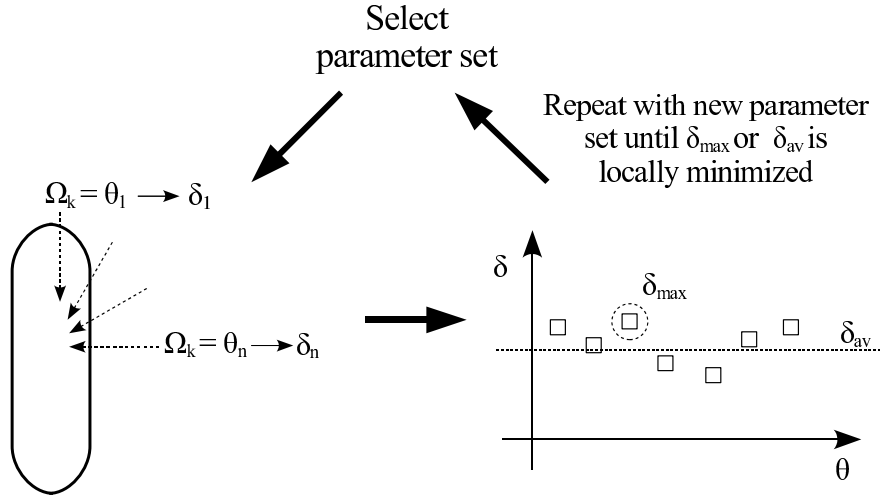 Select
parameter set
Repeat with new parameter
set until δmax or δav is
locally minimized
Ωk = θ1 → δ1
Ωk = θn → δn
δ
δmax
δav
θ